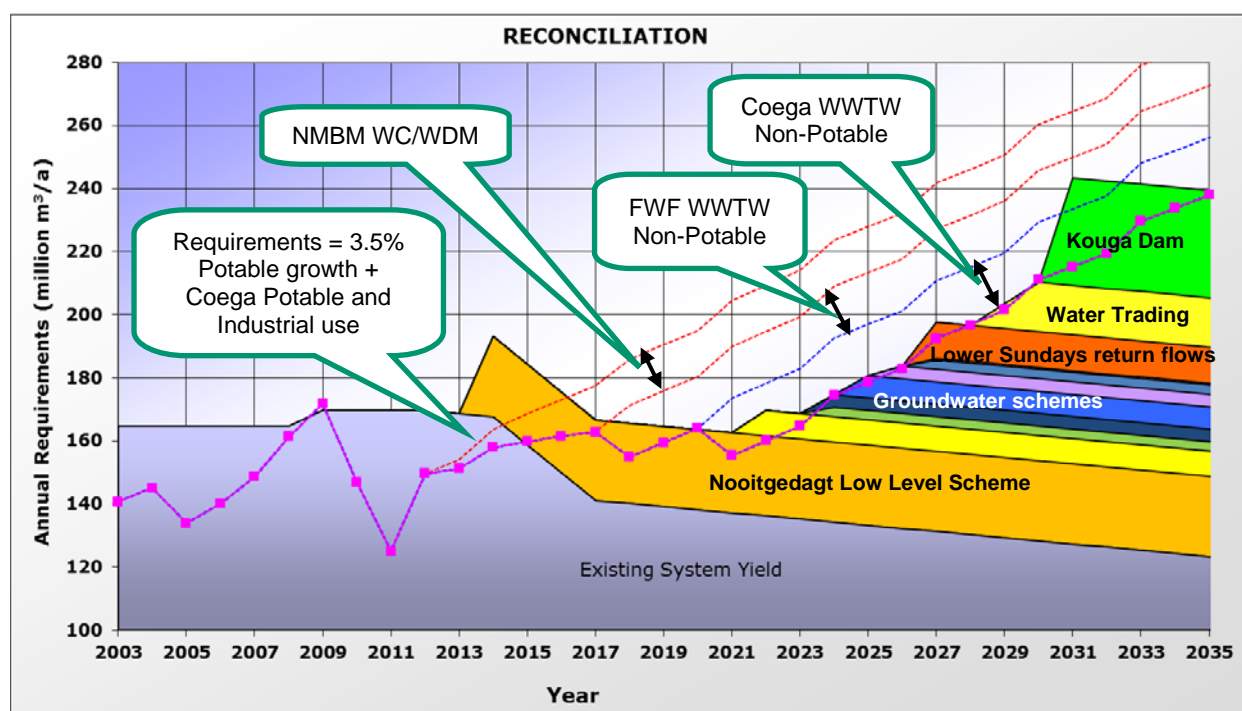 RECONCILIATION
280
260
240
220
200
180
160
140
120
100
Annual Requirements (million m³/a)
NMBM WC/WDM
Coega WWTW
Non-Potable
FWF WWTW
Non-Potable
Requirements = 3.5%
Potable growth +
Coega Potable and
Industrial use
Kouga Dam
Water Trading
Lower Sundays return flows
Groundwater schemes
Nooitgedagt Low Level Scheme
Existing System Yield
2003 2005 2007 2009 2011 2013 2015 2017 2019 2021 2023 2025 2027 2029 2031 2033 2035
Year